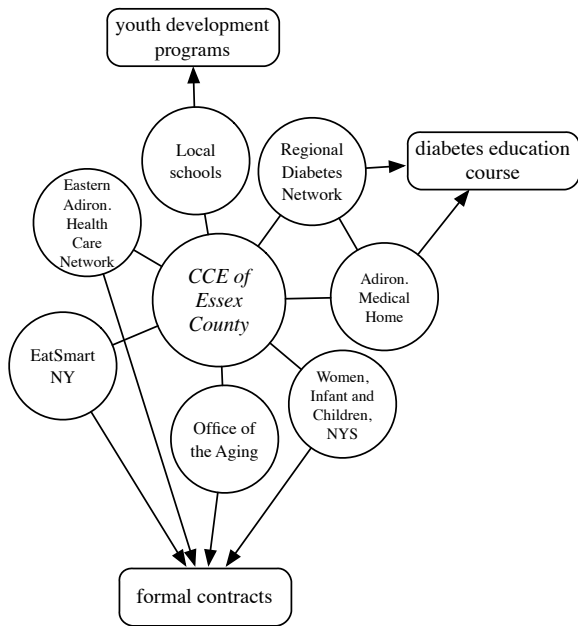 youth development
programs
Local
schools
Regional
Diabetes
Network
diabetes education
course
Eastern
Adiron.
Health
Care
Network
CCE of
Essex
County
Adiron.
Medical
Home
EatSmart
NY
Women,
Infant and
Children,
NYS
Office of
the Aging
formal contracts